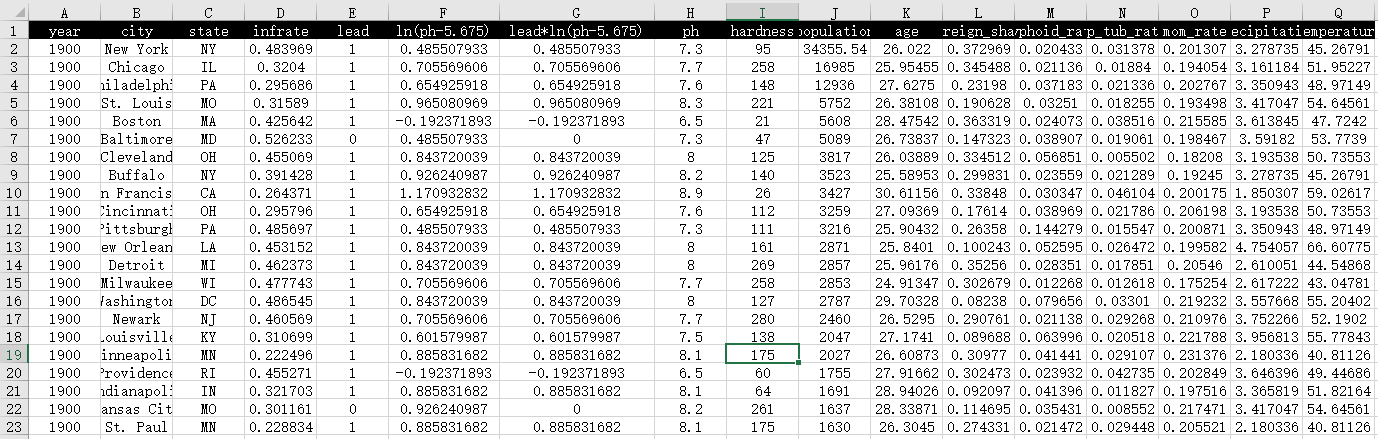 A B C D E F G H I J K L M N O P Q
1 year city state infrate lead ln(ph-5.675) lead*ln(ph-5.675) ph hardness opulation age reign_sha phoid_ra p_tub_rat mom_rate ecipitati emperatur
2 1900 New York NY 0.483969 1 0.485507933 0.485507933 7.3 95 34355.54 26.022 0.372969 0.020433 0.031378 0.201307 3.278735 45.26791
3 1900 Chicago IL 0.3204 1 0.705569606 0.705569606 7.7 258 16985 25.95455 0.345488 0.021136 0.01884 0.194054 3.161184 51.95227
4 1900 hiladelphi PA 0.295686 1 0.654925918 0.654925918 7.6 148 12936 27.6275 0.23198 0.037183 0.021336 0.202767 3.350943 48.97149
5 1900 St. Louis MO 0.31589 1 0.965080969 0.965080969 8.3 221 5752 26.38108 0.190628 0.03251 0.018255 0.193498 3.417047 54.64561
6 1900 Boston MA 0.425642 1 -0.192371893 -0.192371893 6.5 21 5608 28.47542 0.363319 0.024073 0.038516 0.215585 3.613845 47.7242
7 1900 Baltimore MD 0.526233 0 0.485507933 0 7.3 47 5089 26.73837 0.147323 0.038907 0.019061 0.198467 3.59182 53.7739
8 1900 Cleveland OH 0.455069 1 0.843720039 0.843720039 8 125 3817 26.03889 0.334512 0.056851 0.005502 0.18208 3.193538 50.73553
9 1900 Buffalo NY 0.391428 1 0.926240987 0.926240987 8.2 140 3523 25.58953 0.299831 0.023559 0.021289 0.19245 3.278735 45.26791
10 1900 n Francis CA 0.264371 1 1.170932832 1.170932832 8.9 26 3427 30.61156 0.33848 0.030347 0.046104 0.200175 1.850307 59.02617
11 1900 Cincinnati OH 0.295796 1 0.654925918 0.654925918 7.6 112 3259 27.09369 0.17614 0.038969 0.021786 0.206198 3.193538 50.73553
12 1900 Pittsburgh PA 0.485697 1 0.485507933 0.485507933 7.3 111 3216 25.90432 0.26358 0.144279 0.015547 0.200871 3.350943 48.97149
13 1900 ew Orlean LA 0.453152 1 0.843720039 0.843720039 8 161 2871 25.8401 0.100243 0.052595 0.026472 0.199582 4.754057 66.60775
14 1900 Detroit MI 0.462373 1 0.843720039 0.843720039 8 269 2857 25.96176 0.35256 0.028351 0.017851 0.20546 2.610051 44.54868
15 1900 Milwaukee WI 0.477743 1 0.705569606 0.705569606 7.7 258 2853 24.91347 0.302679 0.012268 0.012618 0.175254 2.617222 43.04781
16 1900 Washington DC 0.486545 1 0.843720039 0.843720039 8 127 2787 29.70328 0.08238 0.079656 0.03301 0.219232 3.557668 55.20402
17 1900 Newark NJ 0.460569 1 0.705569606 0.705569606 7.7 280 2460 26.5295 0.290761 0.021138 0.029268 0.210976 3.752266 52.1902
18 1900 Louisville KY 0.310699 1 0.601579987 0.601579987 7.5 138 2047 27.1741 0.089688 0.063996 0.020518 0.221788 3.956813 55.77843
19 1900 inneapoli MN 0.222496 1 0.885831682 0.885831682 8.1 175 2027 26.60873 0.30977 0.041441 0.029107 0.231376 2.180336 40.81126
20 1900 Providence RI 0.455271 1 -0.192371893 -0.192371893 6.5 60 1755 27.91662 0.302473 0.023932 0.042735 0.202849 3.646396 49.44686
21 1900 ndianapoli IN 0.321703 1 0.885831682 0.885831682 8.1 64 1691 28.94026 0.092097 0.041396 0.011827 0.197516 3.365819 51.82164
22 1900 ansas Cit MO 0.301161 0 0.926240987 0 8.2 261 1637 28.33871 0.114695 0.035431 0.008552 0.217471 3.417047 54.64561
23 1900 St. Paul MN 0.228834 1 0.885831682 0.885831682 8.1 175 1630 26.3045 0.274331 0.021472 0.029448 0.205521 2.180336 40.81126